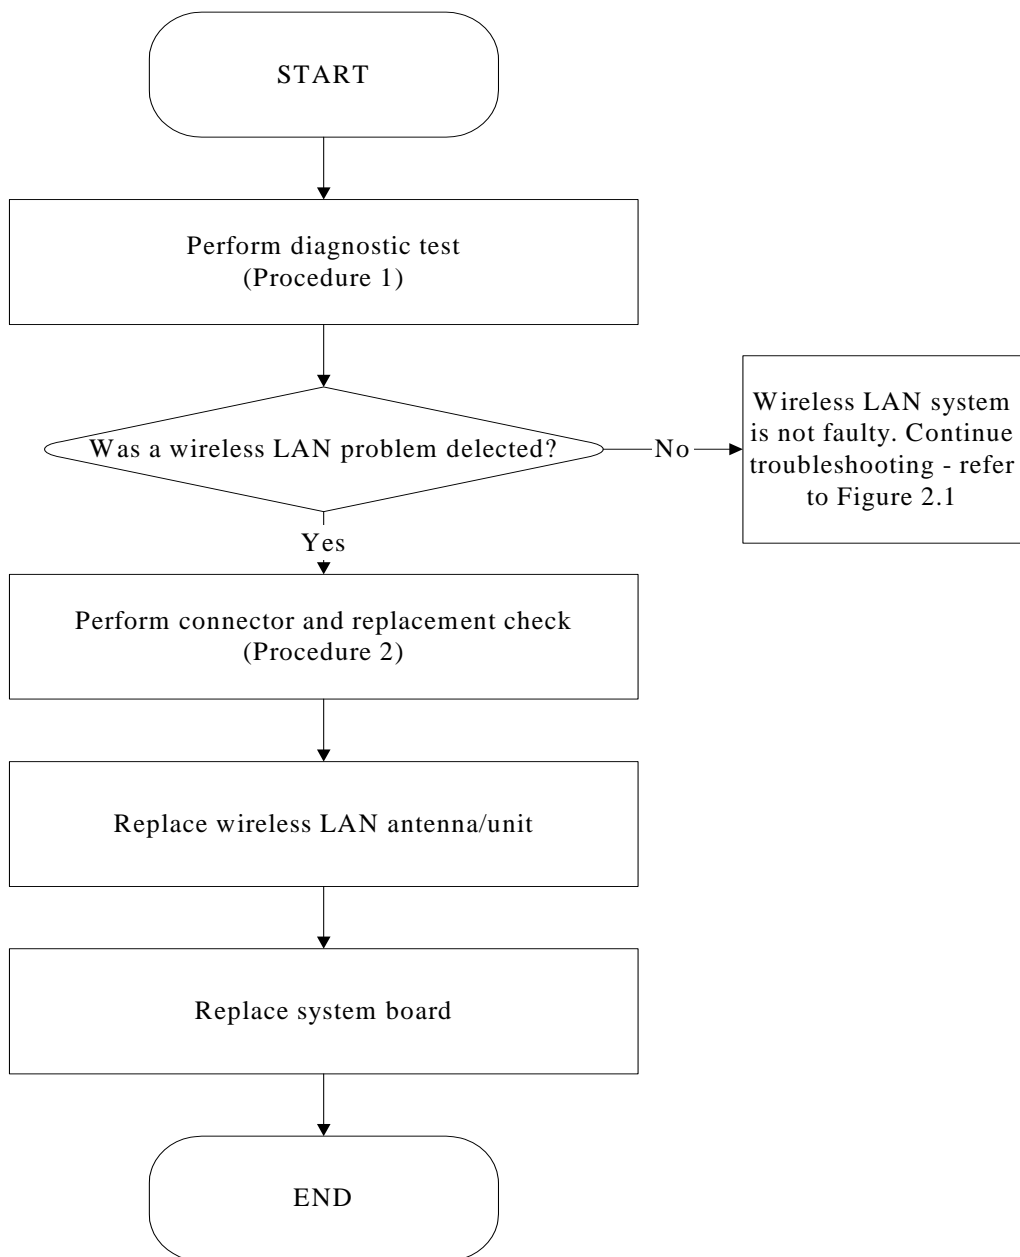 START
Perform diagnostic test
(Procedure 1)
Was a wireless LAN problem delected?
No
Wireless LAN system
is not faulty. Continue
troubleshooting - refer
to Figure 2.1
Yes
Perform connector and replacement check
(Procedure 2)
Replace wireless LAN antenna/unit
Replace system board
END